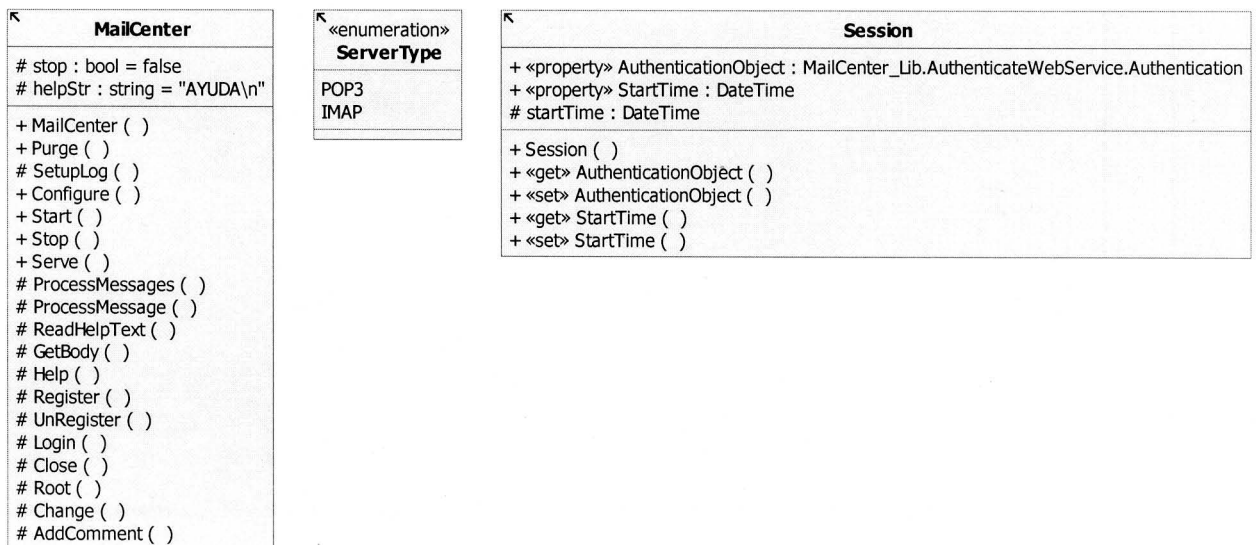 MailCenter
# stop : bool = false
# helpStr : string = "AYUDA\n"
+ MailCenter ( )
+ Purge ( )
# SetupLog ( )
+ Configure ( )
+ Start ( )
+ Stop ( )
+ Serve ( )
# ProcessMessages ( )
# ProcessMessage ( )
# ReadHelpText ( )
# GetBody ( )
# Help ( )
# Register ( )
# UnRegister ( )
# Login ( )
# Close ( )
# Root ( )
# Change ( )
# AddComment ( )
«enumeration»
ServerType
POP3
IMAP
Session
+ «property» AuthenticationObject : MailCenter_Lib.AuthenticateWebService.Authentication
+ «property» StartTime : DateTime
# startTime : DateTime
+ Session ( )
+ «get» AuthenticationObject ( )
+ «set» AuthenticationObject ( )
+ «get» StartTime ( )
+ «set» StartTime ( )